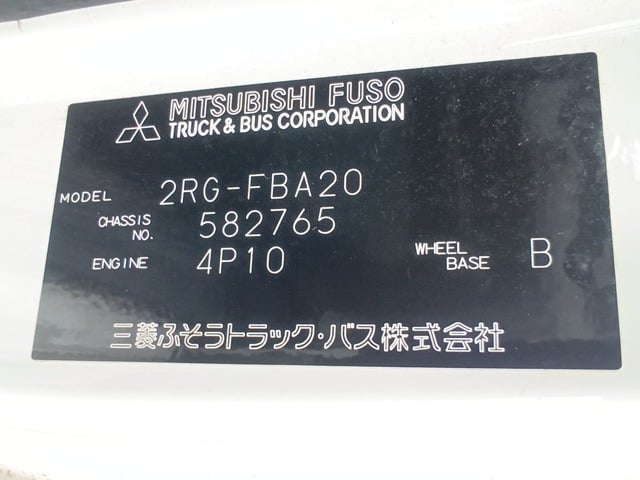 MITSUBISHI FUSO
TRUCK & BUS CORPORATION
MODEL 2RG-FBA20
CHASSIS NO. 582765
ENGINE 4P10 WHEEL BASE B
三菱ふそうトラック・バス株式会社